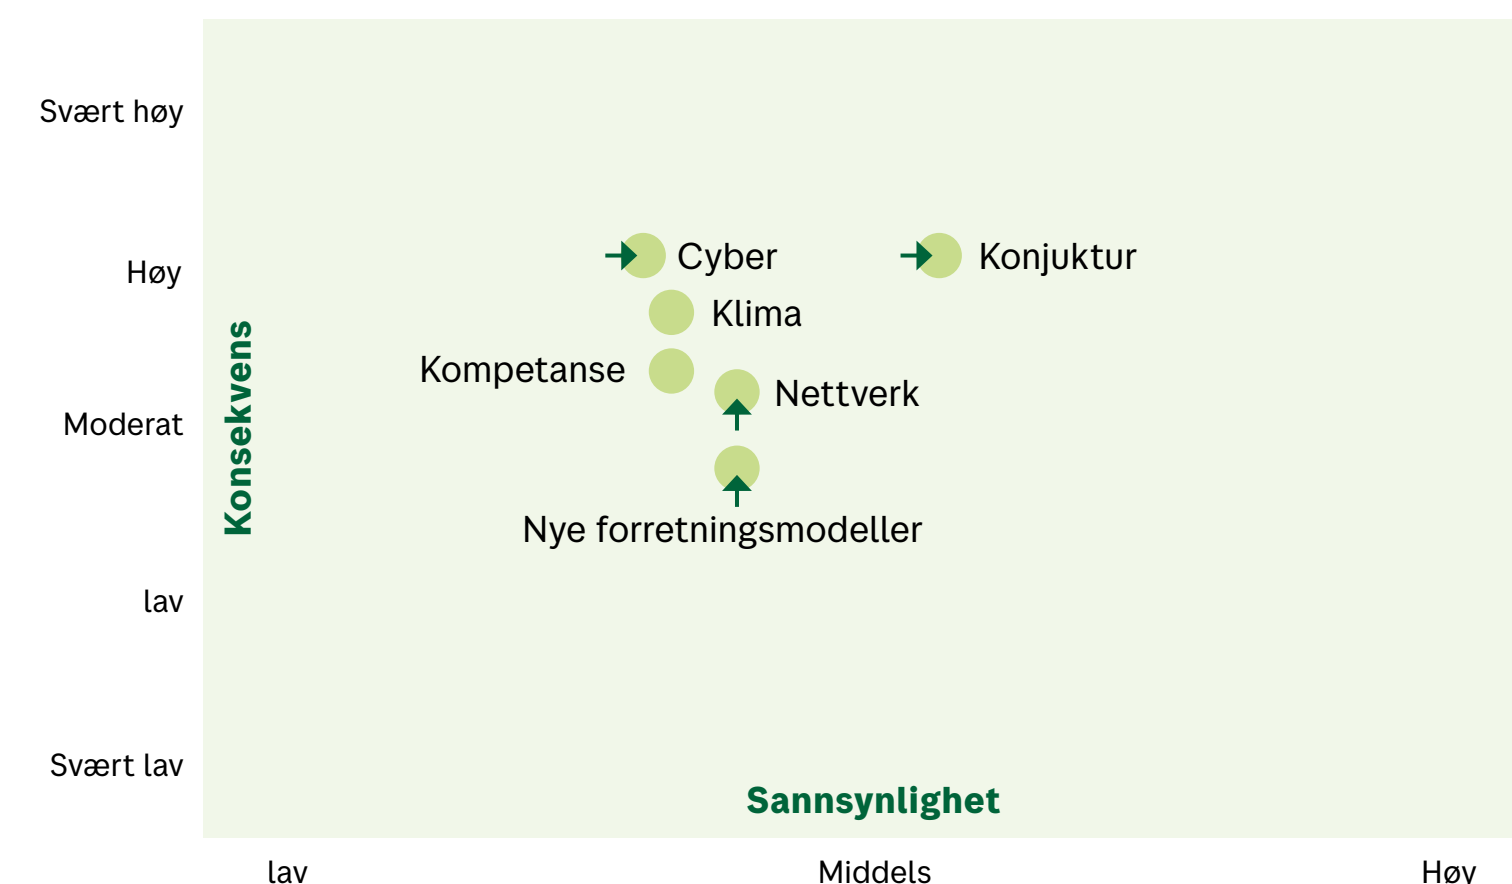 Svært høy
Høy
Moderat
lav
Svært lav
Konsekvens
Cyber
Konjuktur
Klima
Kompetanse
Nettverk
Nye forretningsmodeller
Sannsynlighet
lav
Middels
Høy